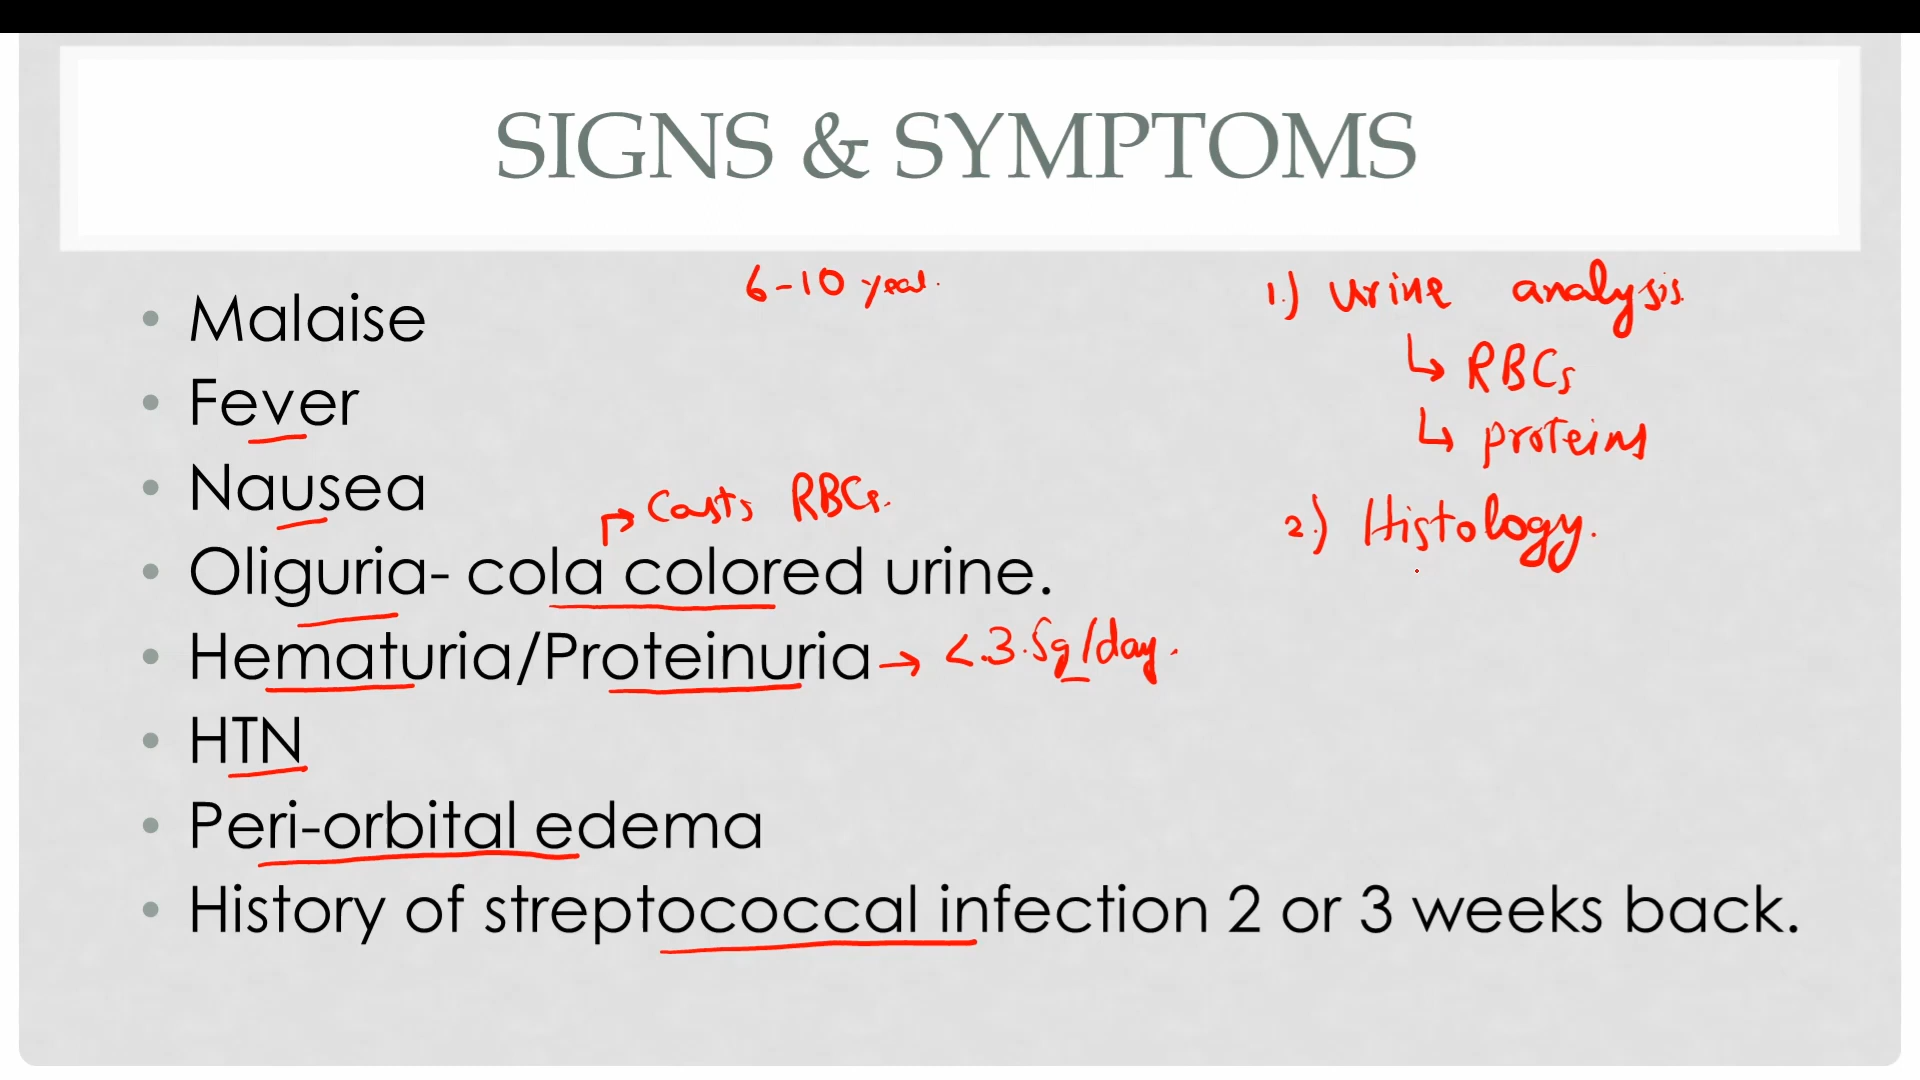 SIGNS & SYMPTOMS
6-10 year.
• Malaise
• Fever
• Nausea
Casts RBCs.
• Oliguria- cola colored urine.
• Hematuria/Proteinuria → <.3.5g/day.
• HTN
• Peri-orbital edema
• History of streptococcal infection 2 or 3 weeks back.
1.) Urine analysis.
↳ RBCs
↳ proteins
2.) Histology.